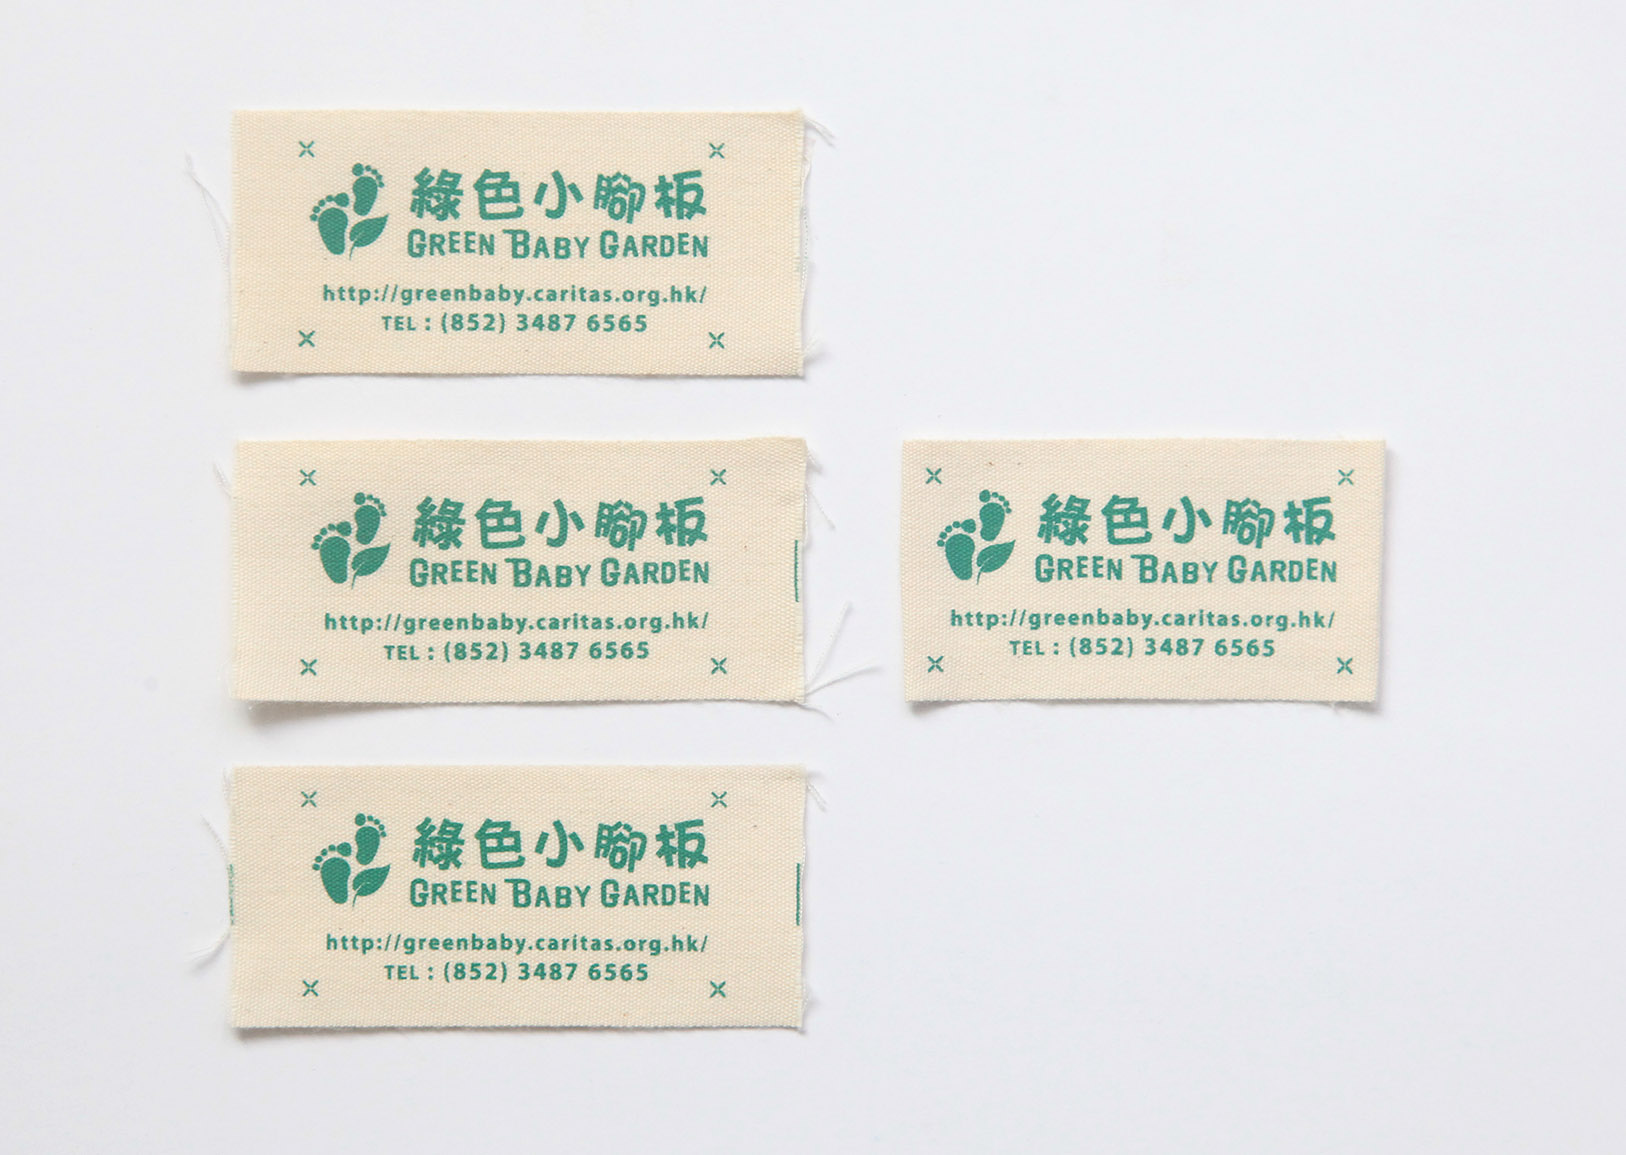 綠色小腳板
GREEN BABY GARDEN
http://greenbaby.caritas.org.hk/
TEL : (852) 3487 6565
綠色小腳板
GREEN BABY GARDEN
http://greenbaby.caritas.org.hk/
TEL : (852) 3487 6565
綠色小腳板
GREEN BABY GARDEN
http://greenbaby.caritas.org.hk/
TEL : (852) 3487 6565
綠色小腳板
GREEN BABY GARDEN
http://greenbaby.caritas.org.hk/
TEL : (852) 3487 6565